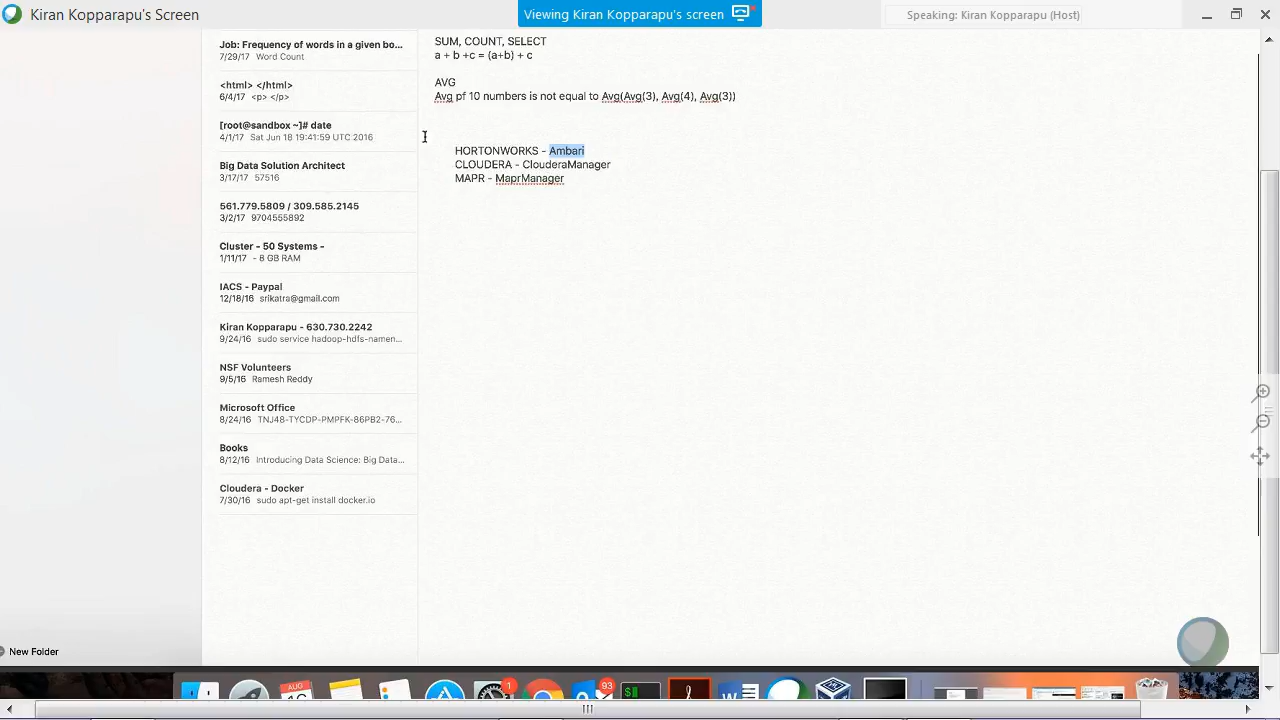 Kiran Kopparapu's Screen
Viewing Kiran Kopparapu's screen
Speaking: Kiran Kopparapu (Host)
Job: Frequency of words in a given bo...
7/29/17 Word Count
<html> </html>
6/4/17 <p> </p>
[root@sandbox ~]# date
4/1/17 Sat Jun 18 19:41:59 UTC 2016
Big Data Solution Architect
3/17/17 57516
561.779.5809 / 309.585.2145
3/2/17 9704555892
Cluster - 50 Systems -
1/11/17 - 8 GB RAM
IACS - Paypal
12/18/16 srikatra@gmail.com
Kiran Kopparapu - 630.730.2242
9/24/16 sudo service hadoop-hdfs-namen...
NSF Volunteers
9/5/16 Ramesh Reddy
Microsoft Office
8/24/16 TNJ48-TYCDP-PMPFK-86PB2-76...
Books
8/12/16 Introducing Data Science: Big Data...
Cloudera - Docker
7/30/16 sudo apt-get install docker.io
SUM, COUNT, SELECT
a + b +c = (a+b) + c
AVG
Avg pf 10 numbers is not equal to Avg(Avg(3), Avg(4), Avg(3))
HORTONWORKS - Ambari
CLOUDERA - ClouderaManager
MAPR - MaprManager
New Folder
AUG
1
93